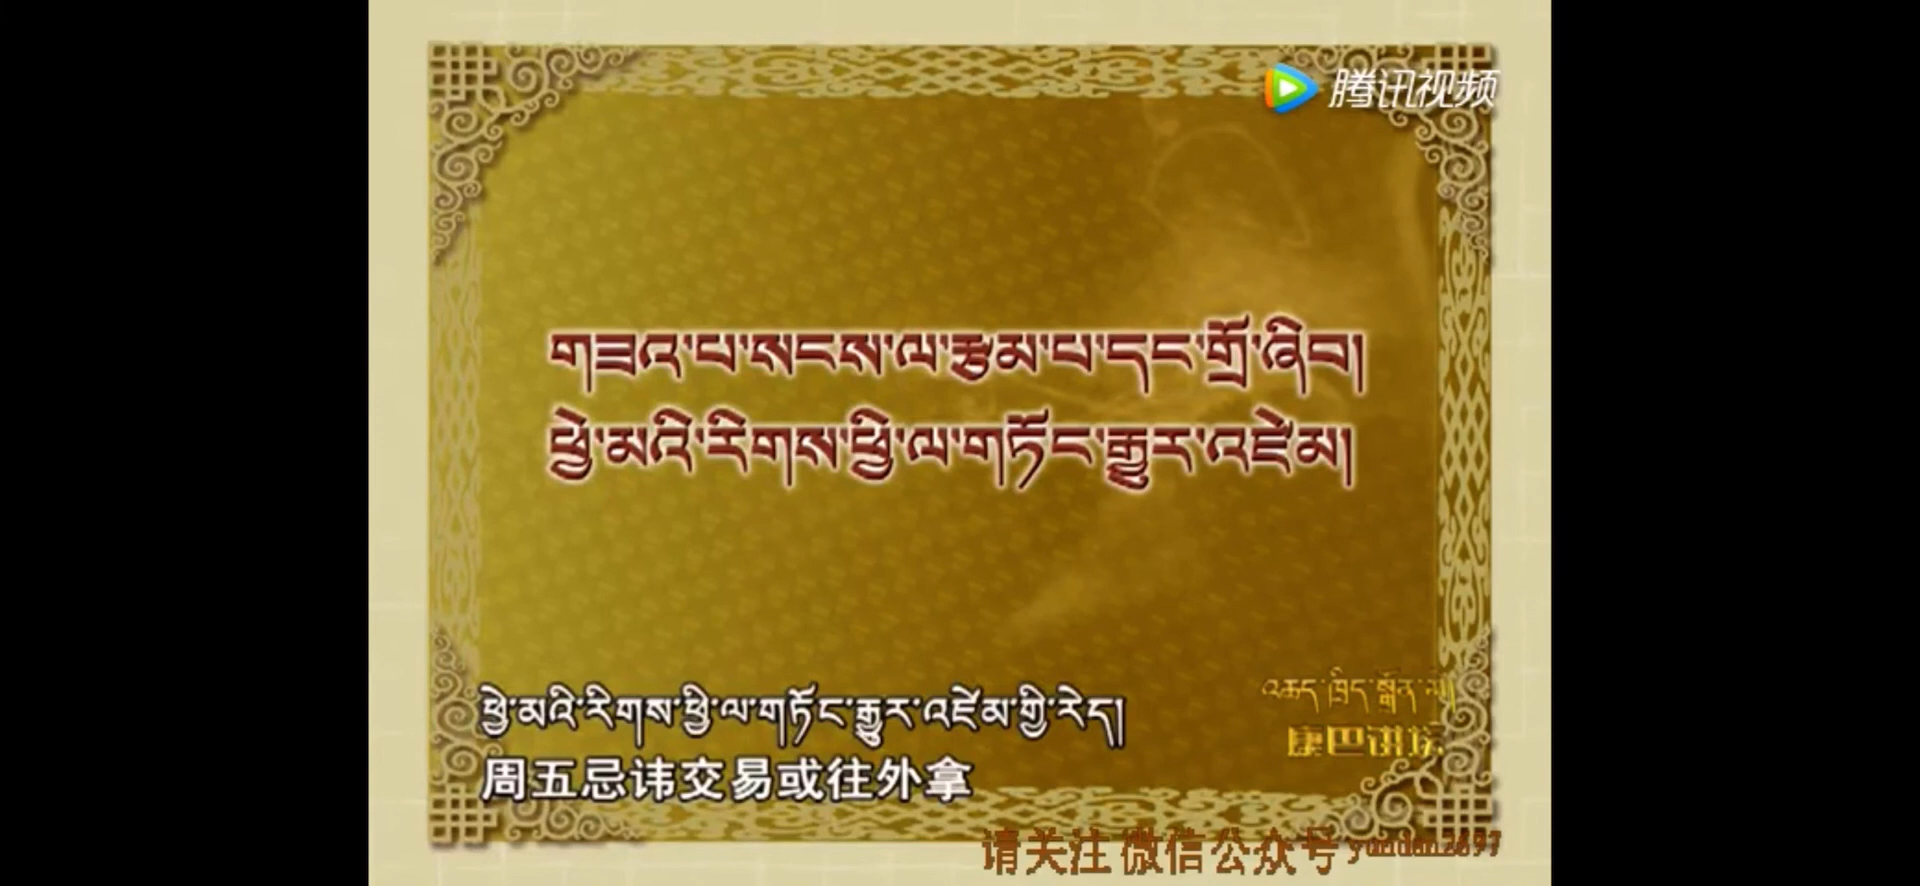 腾讯视频
གཟའ་པ་སངས་ལ་རྩམ་པ་དང་གྲོ་ཞིབ།
ཕྱེ་མའི་རིགས་ཕྱི་ལ་གཏོང་རྒྱུར་འཛེམ།
ཕྱེ་མའི་རིགས་ཕྱི་ལ་གཏོང་རྒྱུར་འཛེམ་གྱི་རེད།
周五忌讳交易或往外拿
འཆད་ཁྲིད་སྒྲོན་མེ།
康巴讲坛
请关注 微信公众号